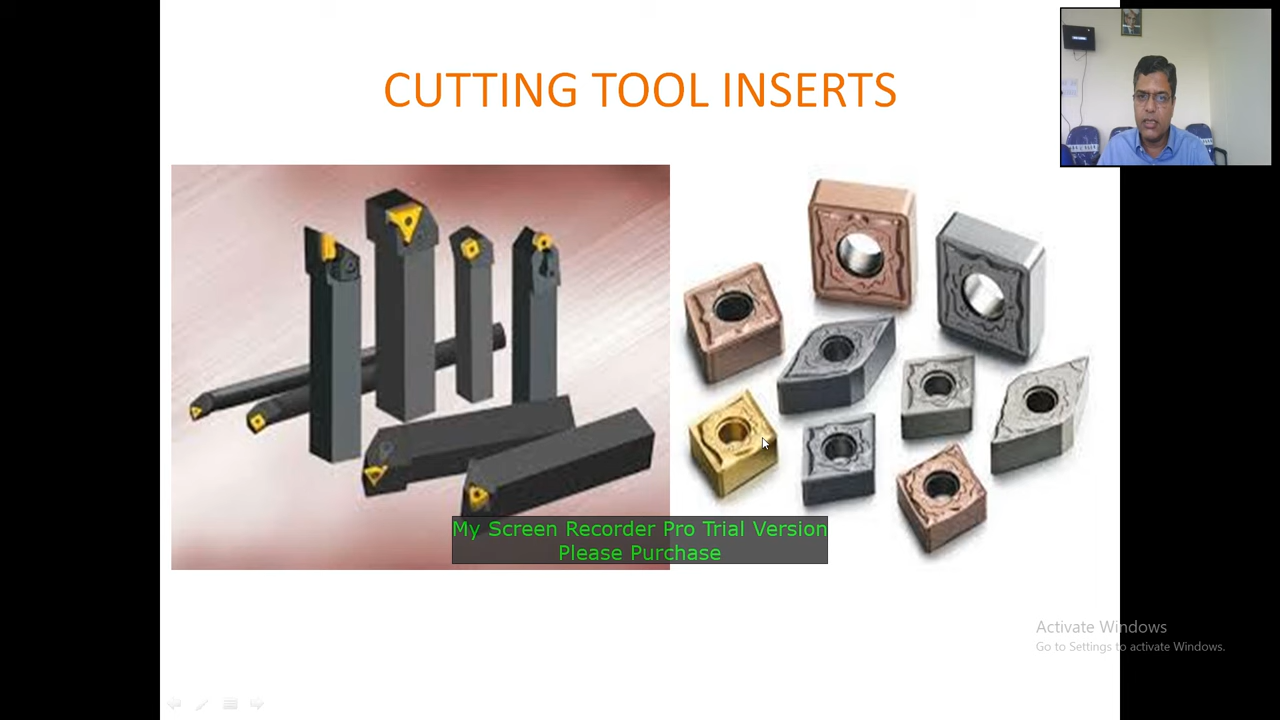 CUTTING TOOL INSERTS
My Screen Recorder Pro Trial Version
Please Purchase
Activate Windows
Go to Settings to activate Windows.